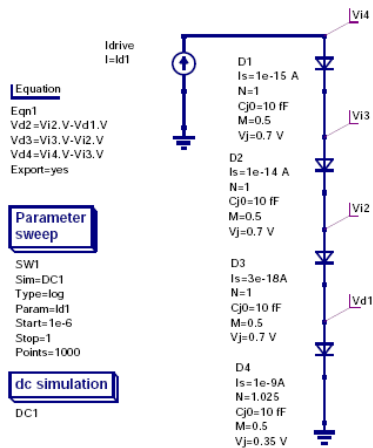 Vi4
Idrive
I=Id1
D1
Is=1e-15 A
N=1
Cj0=10 fF
M=0.5
Vj=0.7 V
Equation
Eqn1
Vd2=Vi2.V-Vd1.V
Vd3=Vi3.V-Vi2.V
Vd4=Vi4.V-Vi3.V
Export=yes
Vi3
D2
Is=1e-14 A
N=1
Cj0=10 fF
M=0.5
Vj=0.7 V
Vi2
Parameter
sweep
SW1
Sim=DC1
Type=log
Param=Id1
Start=1e-6
Stop=1
Points=1000
D3
Is=3e-18A
N=1
Cj0=10 fF
M=0.5
Vj=0.7 V
Vd1
dc simulation
DC1
D4
Is=1e-9A
N=1.025
Cj0=10 fF
M=0.5
Vj=0.35 V